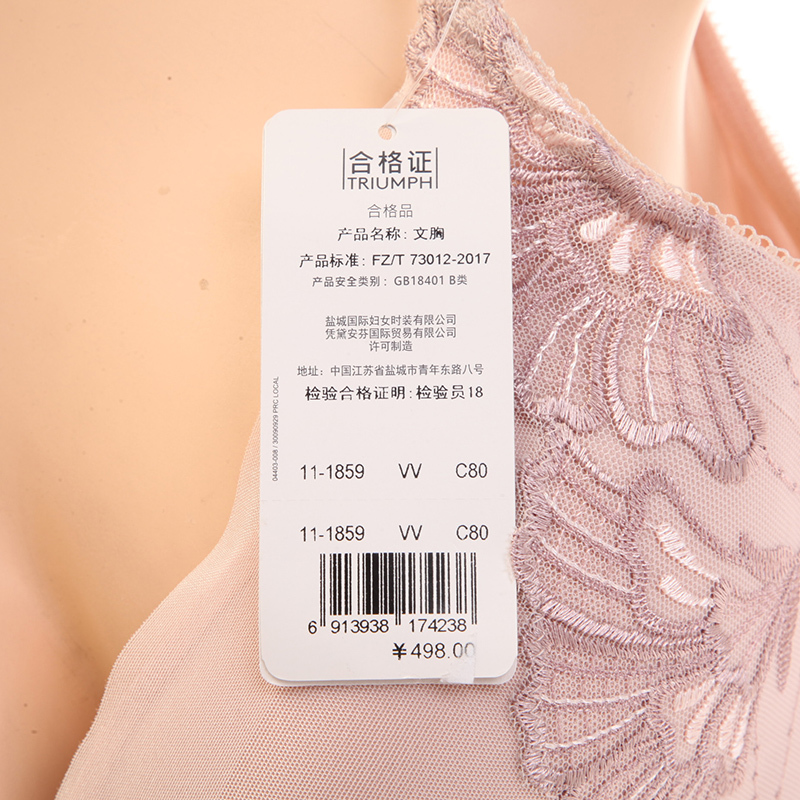 合格证
TRIUMPH
合格品
产品名称: 文胸
产品标准: FZ/T 73012-2017
产品安全类别: GB18401 B类
盐城国际妇女时装有限公司
凭黛安芬国际贸易有限公司
许可制造
地址: 中国江苏省盐城市青年东路八号
检验合格证明: 检验员18
04403-008 / 30090929 PRC LOCAL
11-1859 VV C80
11-1859 VV C80
6 913938 174238
¥498.00